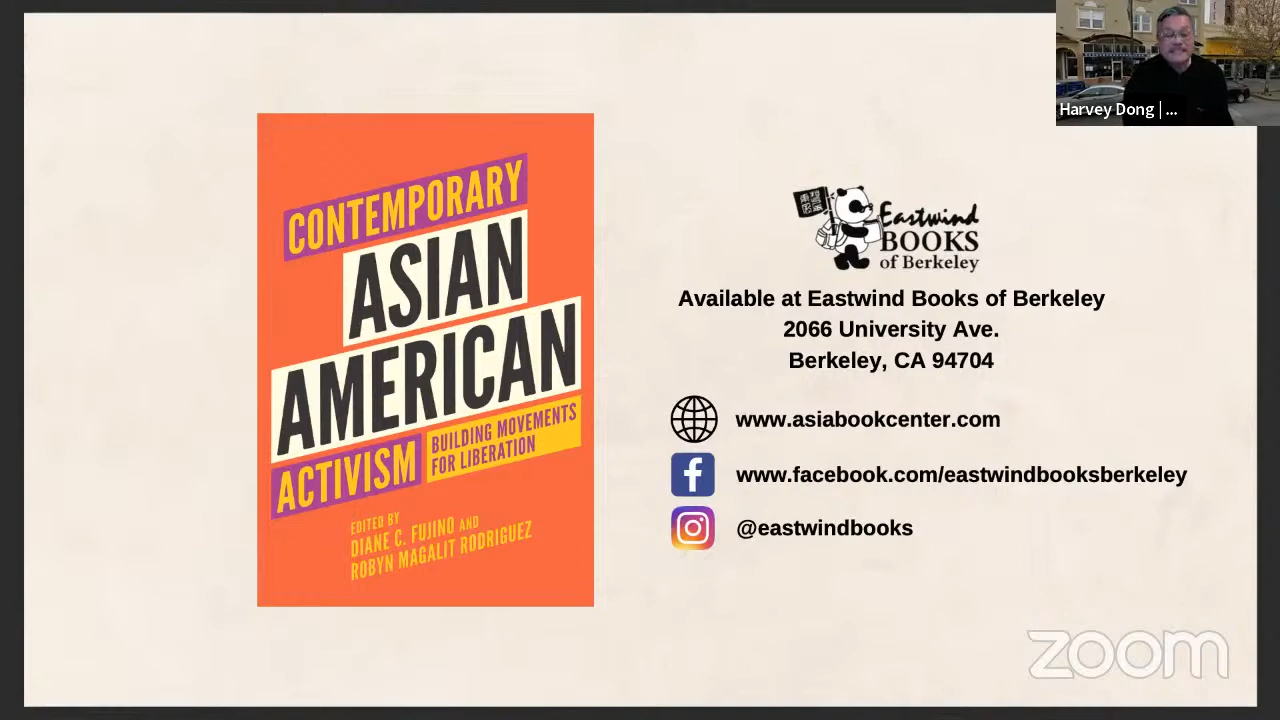 Harvey Dong | ...
CONTEMPORARY
ASIAN
AMERICAN
ACTIVISM
BUILDING MOVEMENTS
FOR LIBERATION
EDITED BY
DIANE C. FUJINO AND
ROBYN MAGALIT RODRIGUEZ
Eastwind
BOOKS
of Berkeley
Available at Eastwind Books of Berkeley
2066 University Ave.
Berkeley, CA 94704
www.asiabookcenter.com
www.facebook.com/eastwindbooksberkeley
@eastwindbooks
zoom